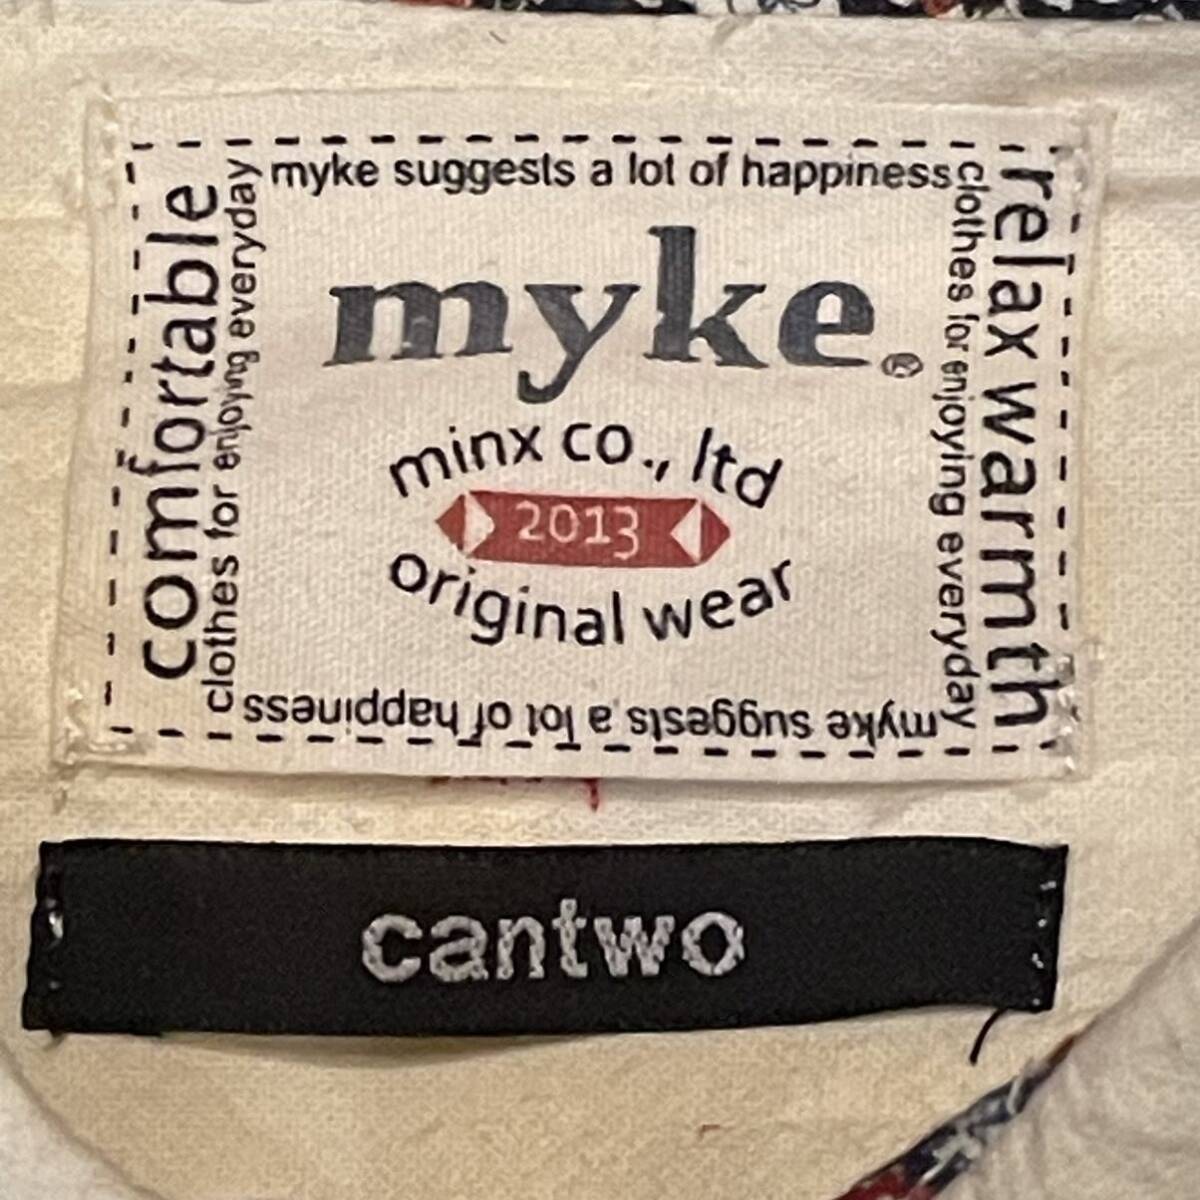 myke suggests a lot of happiness
comfortable
clothes for enjoying everyday
myke®
minx co., ltd
2013
original wear
clothes for enjoying everyday
relax warmth
myke suggests a lot of happiness
cantwo